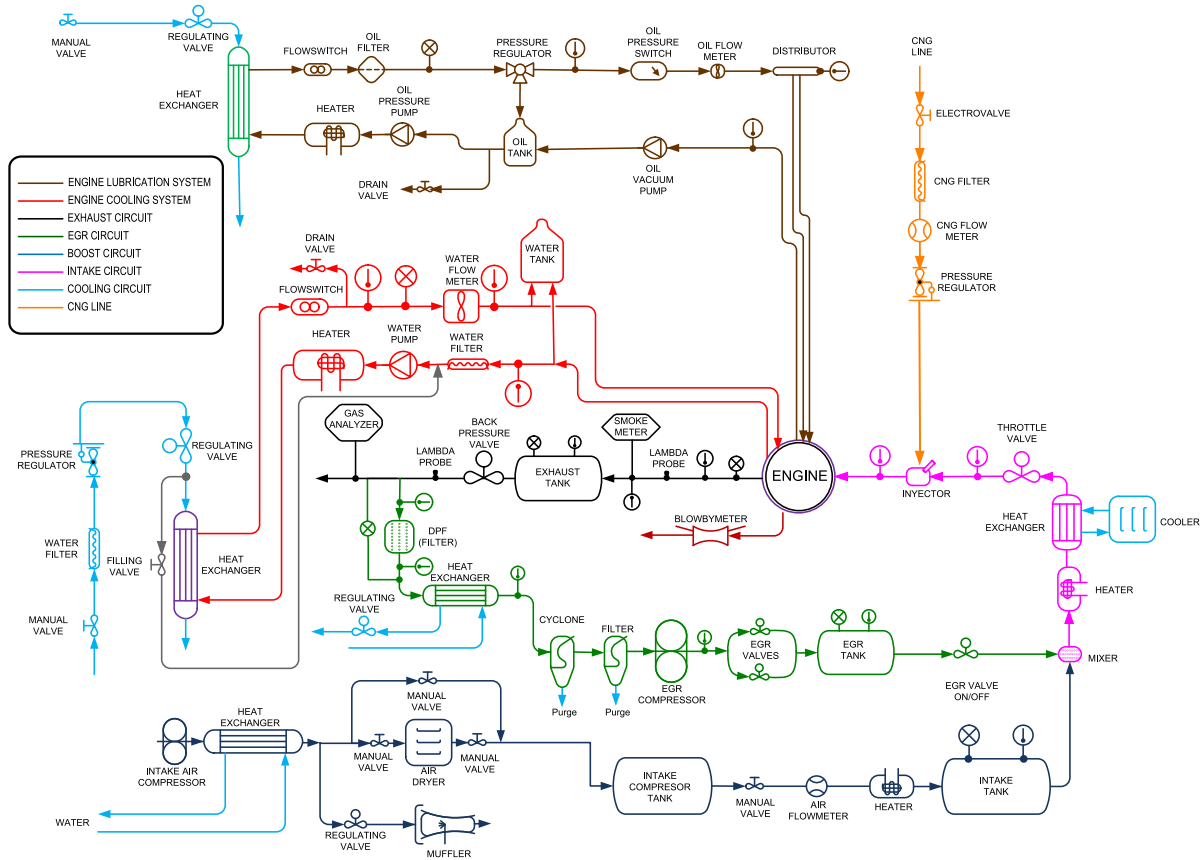 MANUAL
VALVE
REGULATING
VALVE
FLOWSWITCH
OIL
FILTER
PRESSURE
REGULATOR
OIL
PRESSURE
SWITCH
OIL FLOW
METER
DISTRIBUTOR
CNG
LINE
HEAT
EXCHANGER
HEATER
OIL
PRESSURE
PUMP
OIL
TANK
OIL
VACUUM
PUMP
DRAIN
VALVE
ELECTROVALVE
CNG FILTER
CNG FLOW
METER
PRESSURE
REGULATOR
ENGINE LUBRICATION SYSTEM
ENGINE COOLING SYSTEM
EXHAUST CIRCUIT
EGR CIRCUIT
BOOST CIRCUIT
INTAKE CIRCUIT
COOLING CIRCUIT
CNG LINE
DRAIN
VALVE
FLOWSWITCH
WATER
FLOW
METER
WATER
TANK
HEATER
WATER
PUMP
WATER
FILTER
PRESSURE
REGULATOR
REGULATING
VALVE
WATER
FILTER
FILLING
VALVE
HEAT
EXCHANGER
MANUAL
VALVE
GAS
ANALYZER
LAMBDA
PROBE
BACK
PRESSURE
VALVE
EXHAUST
TANK
SMOKE
METER
LAMBDA
PROBE
ENGINE
BLOWBYMETER
INYECTOR
THROTTLE
VALVE
HEAT
EXCHANGER
COOLER
HEATER
MIXER
DPF
(FILTER)
HEAT
EXCHANGER
REGULATING
VALVE
CYCLONE
FILTER
Purge
Purge
EGR
COMPRESSOR
EGR
VALVES
EGR
TANK
EGR VALVE
ON/OFF
INTAKE AIR
COMPRESSOR
HEAT
EXCHANGER
WATER
MANUAL
VALVE
MANUAL
VALVE
AIR
DRYER
MANUAL
VALVE
REGULATING
VALVE
MUFFLER
INTAKE
COMPRESOR
TANK
MANUAL
VALVE
AIR
FLOWMETER
HEATER
INTAKE
TANK